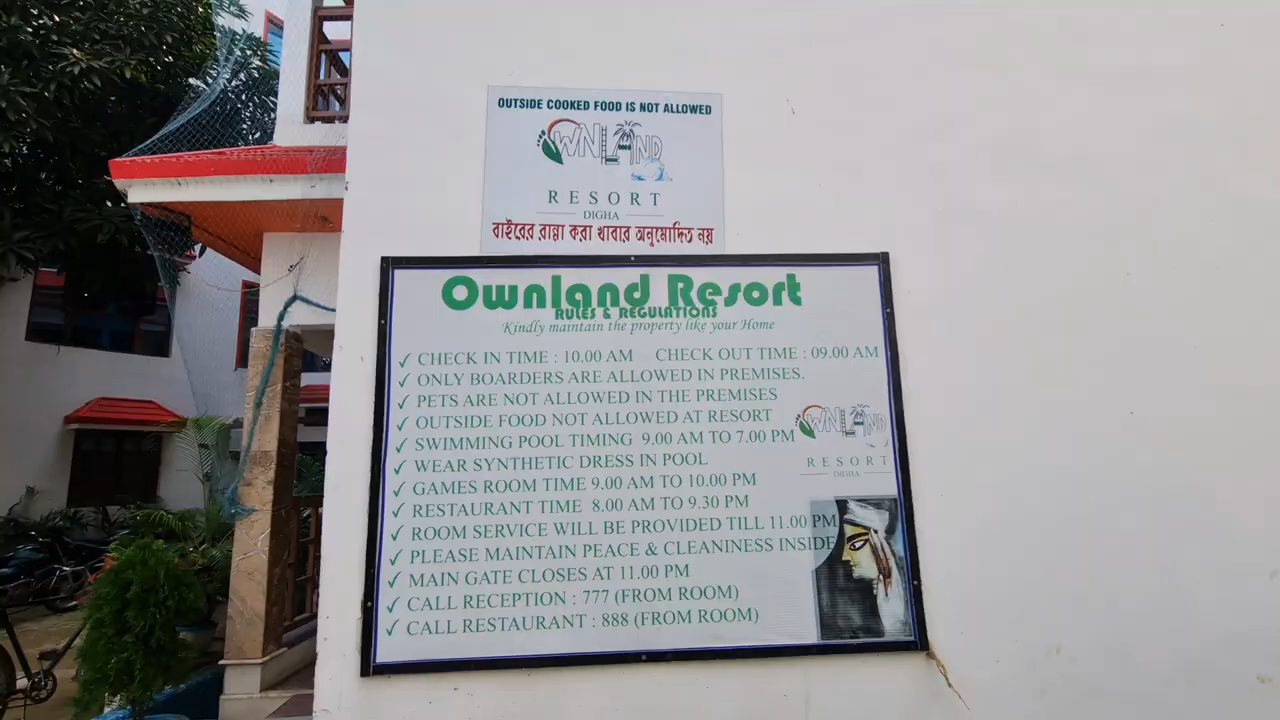 OUTSIDE COOKED FOOD IS NOT ALLOWED
OWNLAND
RESORT
DIGHA
বাইরের রান্না করা খাবার অনুমোদিত নয়
Ownland Resort
RULES & REGULATIONS
Kindly maintain the property like your Home
✓ CHECK IN TIME : 10.00 AM CHECK OUT TIME : 09.00 AM
✓ ONLY BOARDERS ARE ALLOWED IN PREMISES.
✓ PETS ARE NOT ALLOWED IN THE PREMISES
✓ OUTSIDE FOOD NOT ALLOWED AT RESORT
✓ SWIMMING POOL TIMING 9.00 AM TO 7.00 PM
✓ WEAR SYNTHETIC DRESS IN POOL
✓ GAMES ROOM TIME 9.00 AM TO 10.00 PM
✓ RESTAURANT TIME 8.00 AM TO 9.30 PM
✓ ROOM SERVICE WILL BE PROVIDED TILL 11.00 PM
✓ PLEASE MAINTAIN PEACE & CLEANINESS INSIDE
✓ MAIN GATE CLOSES AT 11.00 PM
✓ CALL RECEPTION : 777 (FROM ROOM)
✓ CALL RESTAURANT : 888 (FROM ROOM)
OWNLAND
RESORT
DIGHA